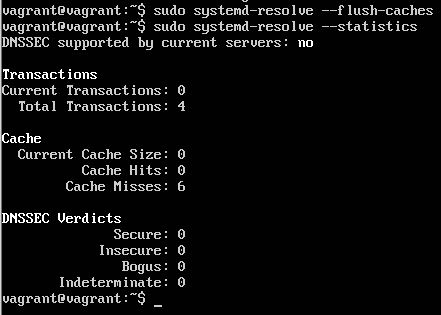 vagrant@vagrant:~$ sudo systemd-resolve --flush-caches
vagrant@vagrant:~$ sudo systemd-resolve --statistics
DNSSEC supported by current servers: no
Transactions
Current Transactions: 0
Total Transactions: 4
Cache
Current Cache Size: 0
Cache Hits: 0
Cache Misses: 6
DNSSEC Verdicts
Secure: 0
Insecure: 0
Bogus: 0
Indeterminate: 0
vagrant@vagrant:~$ _